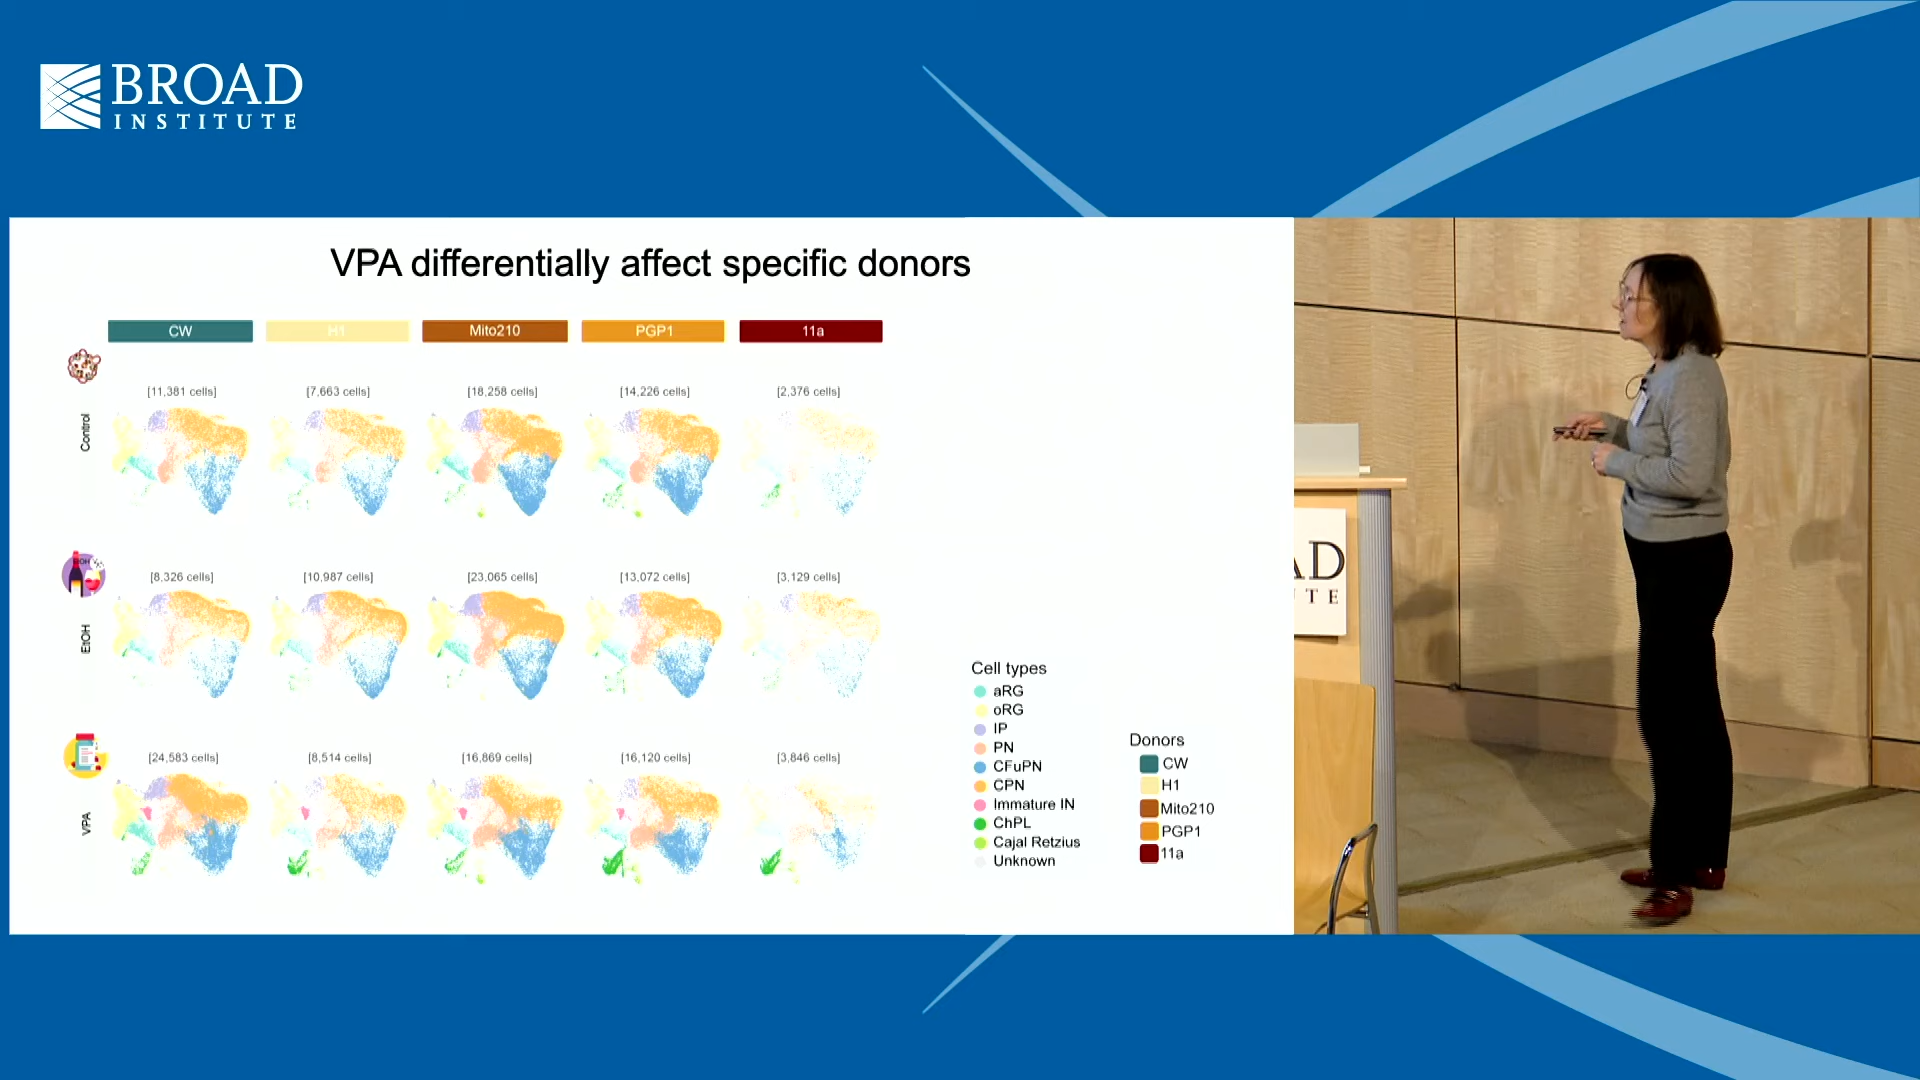 BROAD
INSTITUTE
VPA differentially affect specific donors
CW
H1
Mito210
PGP1
11a
Control
[11,381 cells]
[7,663 cells]
[18,258 cells]
[14,226 cells]
[2,376 cells]
EtOH
[8,326 cells]
[10,987 cells]
[23,065 cells]
[13,072 cells]
[3,129 cells]
VPA
[24,583 cells]
[8,514 cells]
[16,869 cells]
[16,120 cells]
[3,846 cells]
Cell types
aRG
oRG
IP
PN
CFuPN
CPN
Immature IN
ChPL
Cajal Retzius
Unknown
Donors
CW
H1
Mito210
PGP1
11a
AD
UTE